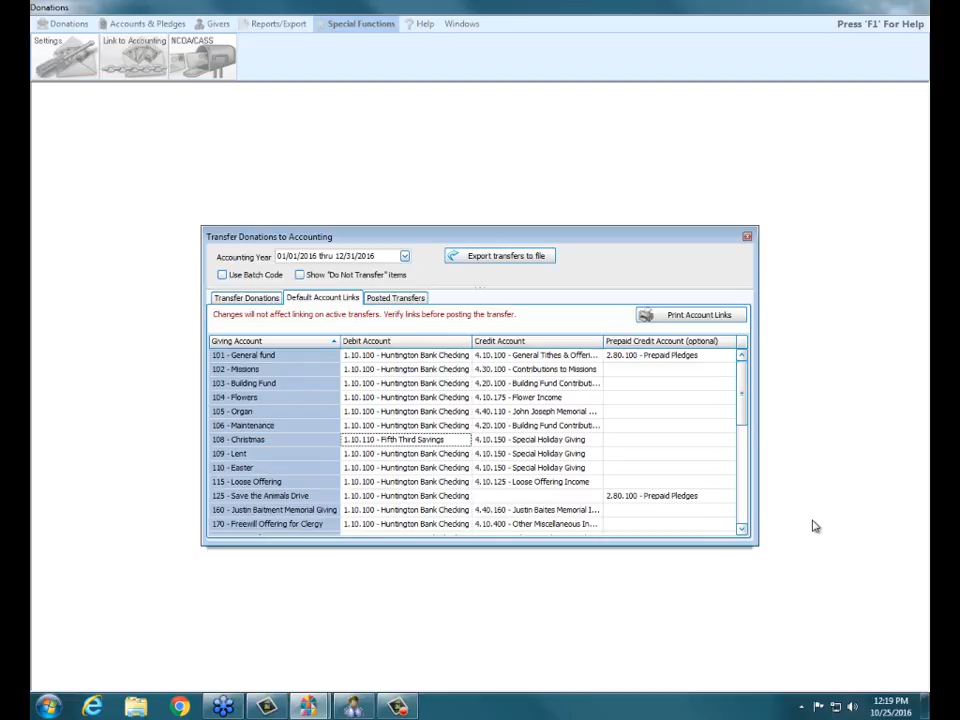 Donations
Donations Accounts & Pledges Givers Reports/Export Special Functions Help Windows Press 'F1' For Help
Settings Link to Accounting NCOA/CASS
Transfer Donations to Accounting
Accounting Year 01/01/2016 thru 12/31/2016 Export transfers to file
Use Batch Code Show "Do Not Transfer" items
Transfer Donations Default Account Links Posted Transfers
Changes will not affect linking on active transfers. Verify links before posting the transfer. Print Account Links
Giving Account Debit Account Credit Account Prepaid Credit Account (optional)
101 - General fund 1.10.100 - Huntington Bank Checking 4.10.100 - General Tithes & Offeri... 2.80.100 - Prepaid Pledges
102 - Missions 1.10.100 - Huntington Bank Checking 4.30.100 - Contributions to Missions
103 - Building Fund 1.10.100 - Huntington Bank Checking 4.20.100 - Building Fund Contributi...
104 - Flowers 1.10.100 - Huntington Bank Checking 4.10.175 - Flower Income
105 - Organ 1.10.100 - Huntington Bank Checking 4.40.110 - John Joseph Memorial ...
106 - Maintenance 1.10.100 - Huntington Bank Checking 4.20.100 - Building Fund Contributi...
108 - Christmas 1.10.110 - Fifth Third Savings 4.10.150 - Special Holiday Giving
109 - Lent 1.10.100 - Huntington Bank Checking 4.10.150 - Special Holiday Giving
110 - Easter 1.10.100 - Huntington Bank Checking 4.10.150 - Special Holiday Giving
115 - Loose Offering 1.10.100 - Huntington Bank Checking 4.10.125 - Loose Offering Income
125 - Save the Animals Drive 1.10.100 - Huntington Bank Checking 2.80.100 - Prepaid Pledges
160 - Justin Baitment Memorial Giving 1.10.100 - Huntington Bank Checking 4.40.160 - Justin Baites Memorial I...
170 - Freewill Offering for Clergy 1.10.100 - Huntington Bank Checking 4.10.400 - Other Miscellaneous In...
12:19 PM
10/25/2016